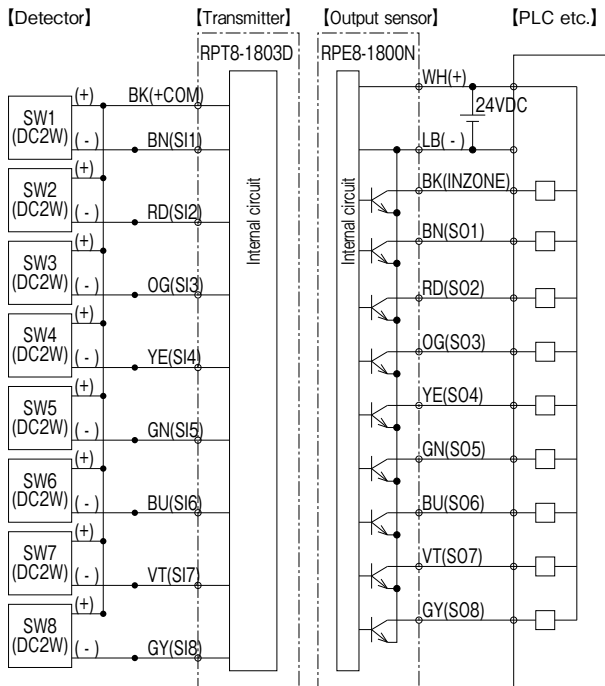 【Detector】 【Transmitter】 【Output sensor】 【PLC etc.】
RPT8-1803D RPE8-1800N
SW1
(DC2W)
(+) BK(+COM)
( - ) BN(SI1)
SW2
(DC2W)
(+)
( - ) RD(SI2)
SW3
(DC2W)
(+)
( - ) OG(SI3)
SW4
(DC2W)
(+)
( - ) YE(SI4)
SW5
(DC2W)
(+)
( - ) GN(SI5)
SW6
(DC2W)
(+)
( - ) BU(SI6)
SW7
(DC2W)
(+)
( - ) VT(SI7)
SW8
(DC2W)
(+)
( - ) GY(SI8)
Internal circuit
Internal circuit
WH(+)
24VDC
LB( - )
BK(INZONE)
BN(SO1)
RD(SO2)
OG(SO3)
YE(SO4)
GN(SO5)
BU(SO6)
VT(SO7)
GY(SO8)